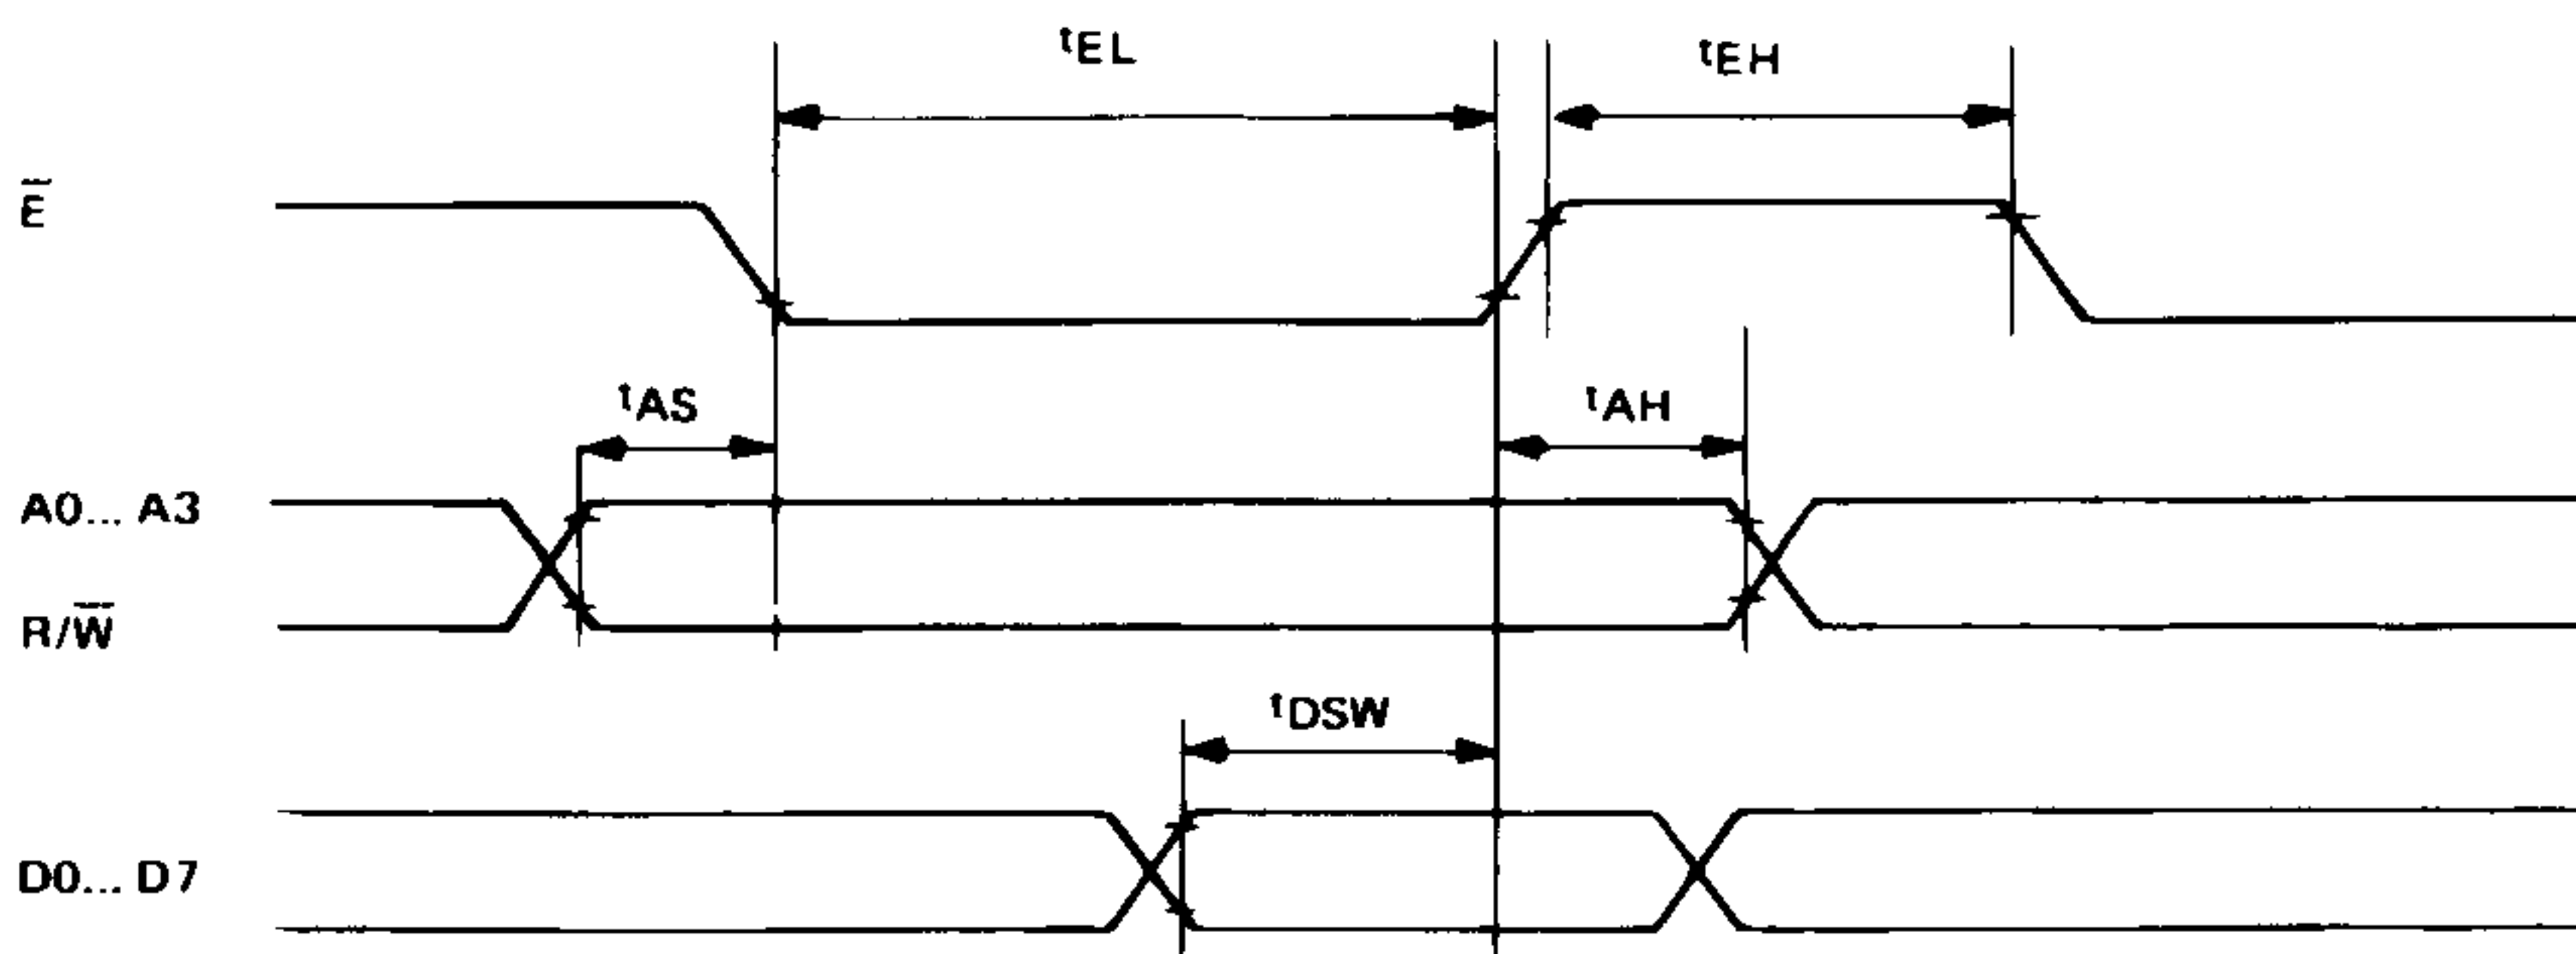 tEL
tEH
E̅
tAS
tAH
A0... A3
R/W̅
tDSW
D0... D7